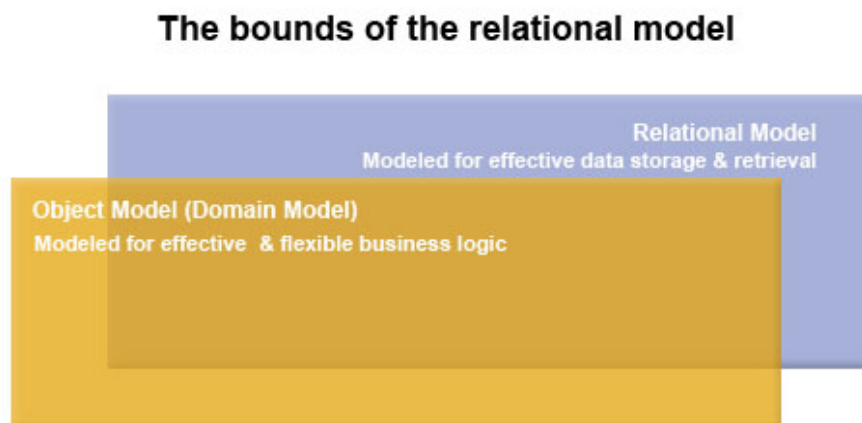 The bounds of the relational model
Relational Model
Modeled for effective data storage & retrieval
Object Model (Domain Model)
Modeled for effective & flexible business logic